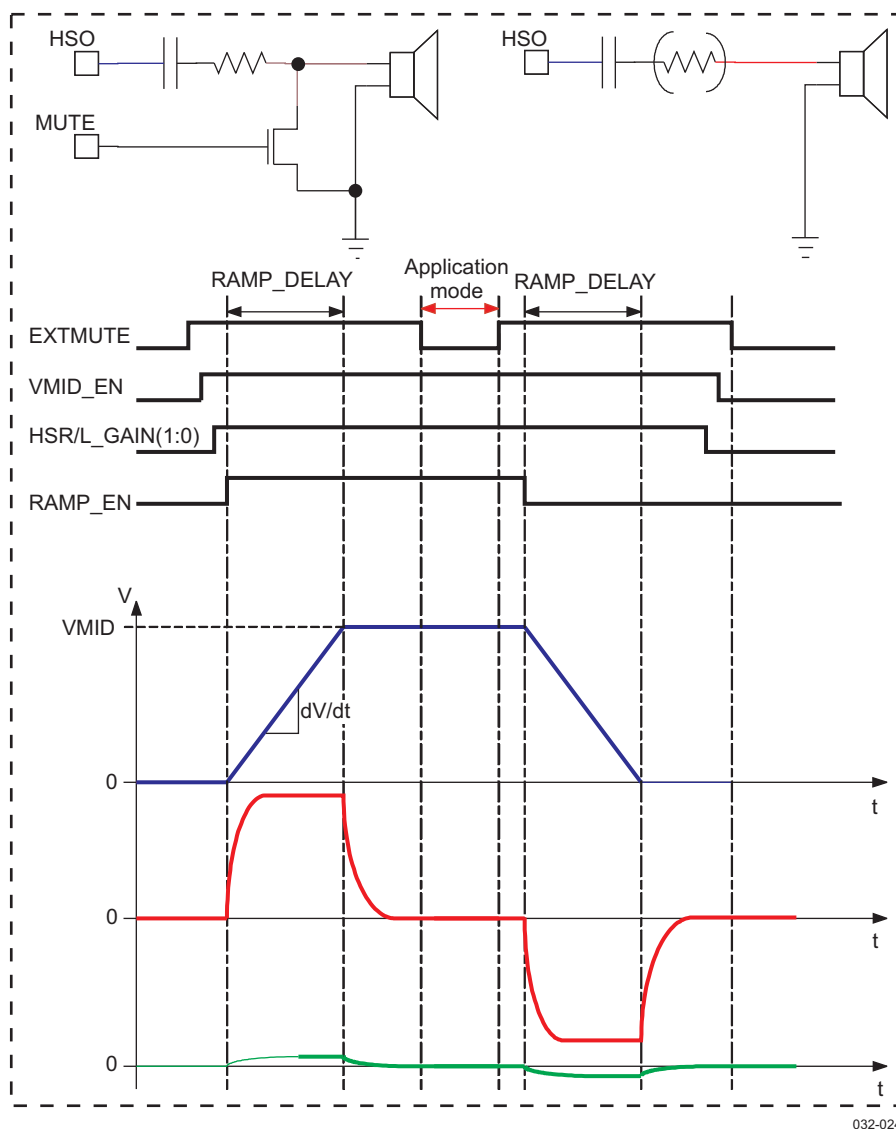 HSO
HSO
MUTE
RAMP_DELAY
Application
mode
RAMP_DELAY
EXTMUTE
VMID_EN
HSR/L_GAIN(1:0)
RAMP_EN
V
VMID
dV/dt
0
t
0
t
0
t